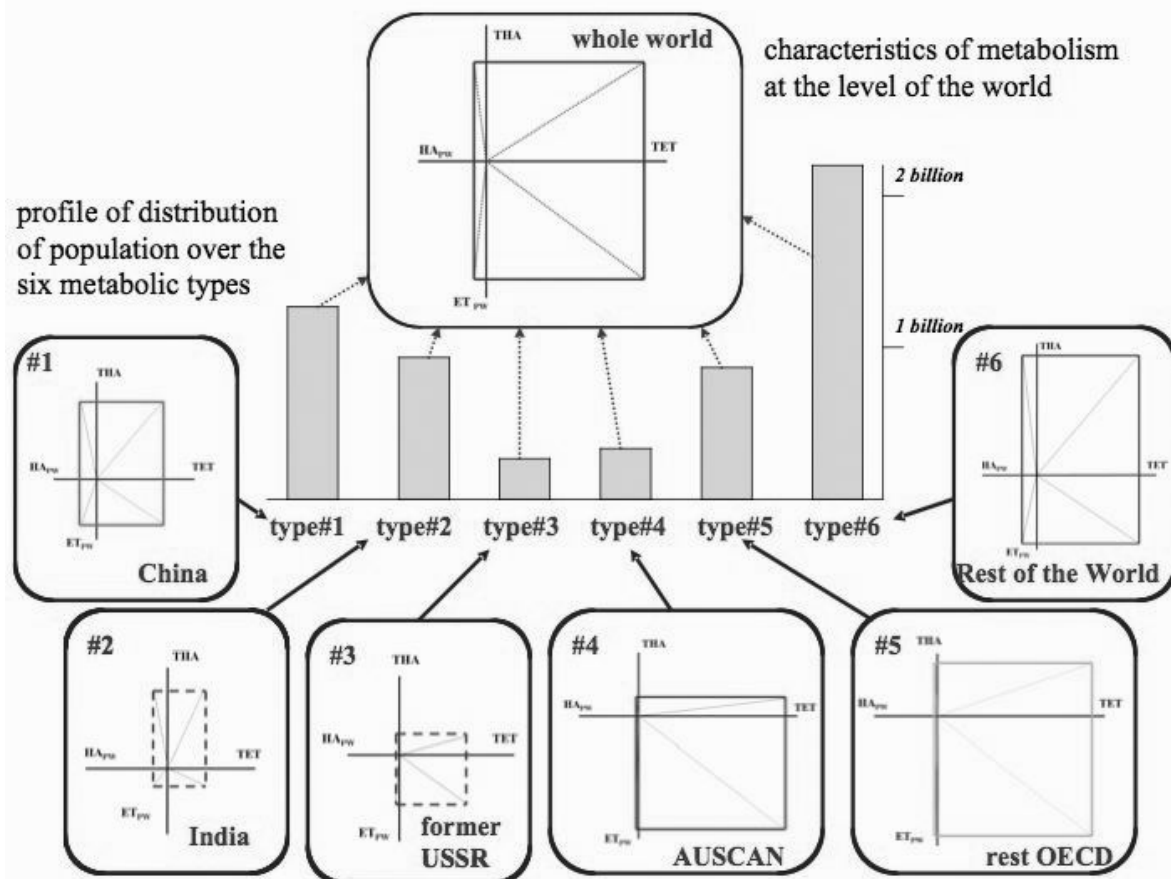 THA
whole world
HA_PW
TET
ET_PW
characteristics of metabolism
at the level of the world
profile of distribution
of population over the
six metabolic types
2 billion
1 billion
#1
THA
HA_PW
TET
ET_PW
China
#6
THA
HA_PW
TET
ET_PW
Rest of the World
type#1
type#2
type#3
type#4
type#5
type#6
#2
THA
HA_PW
TET
ET_PW
India
#3
THA
HA_PW
TET
ET_PW
former
USSR
#4
THA
HA_PW
TET
ET_PW
AUSCAN
#5
THA
HA_PW
TET
ET_PW
rest OECD